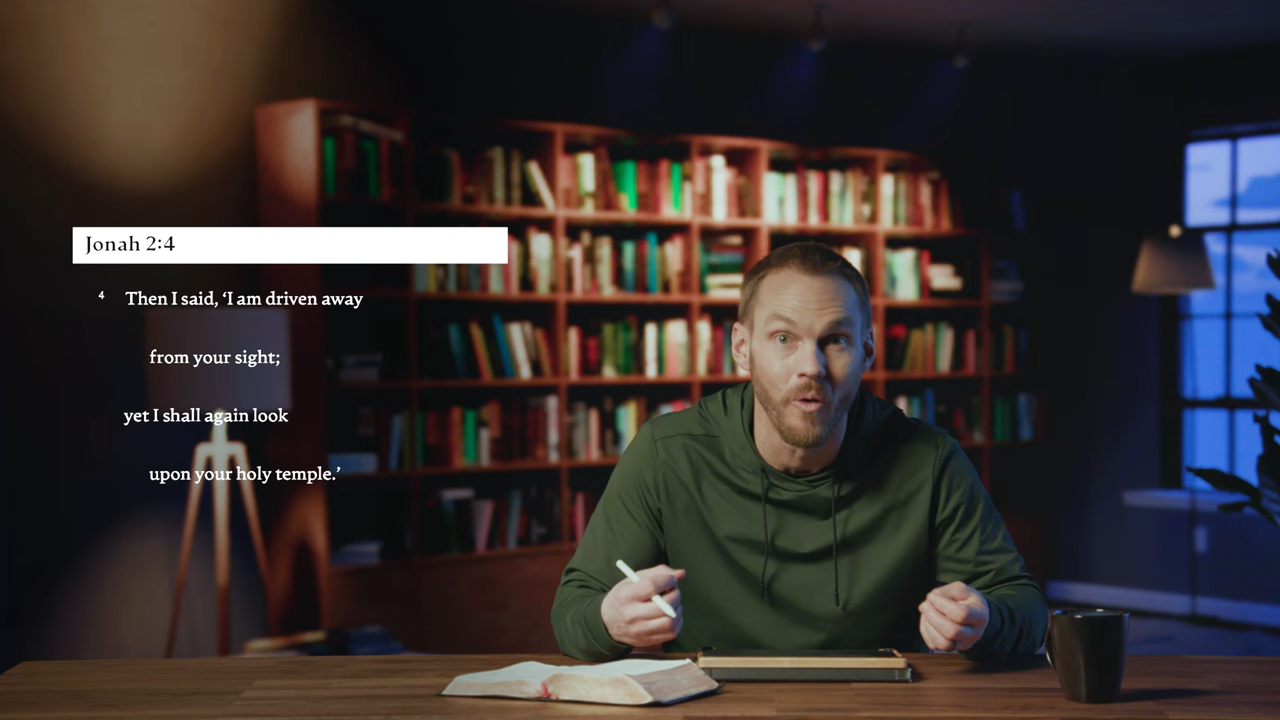 Jonah 2:4
4 Then I said, ‘I am driven away
from your sight;
yet I shall again look
upon your holy temple.’